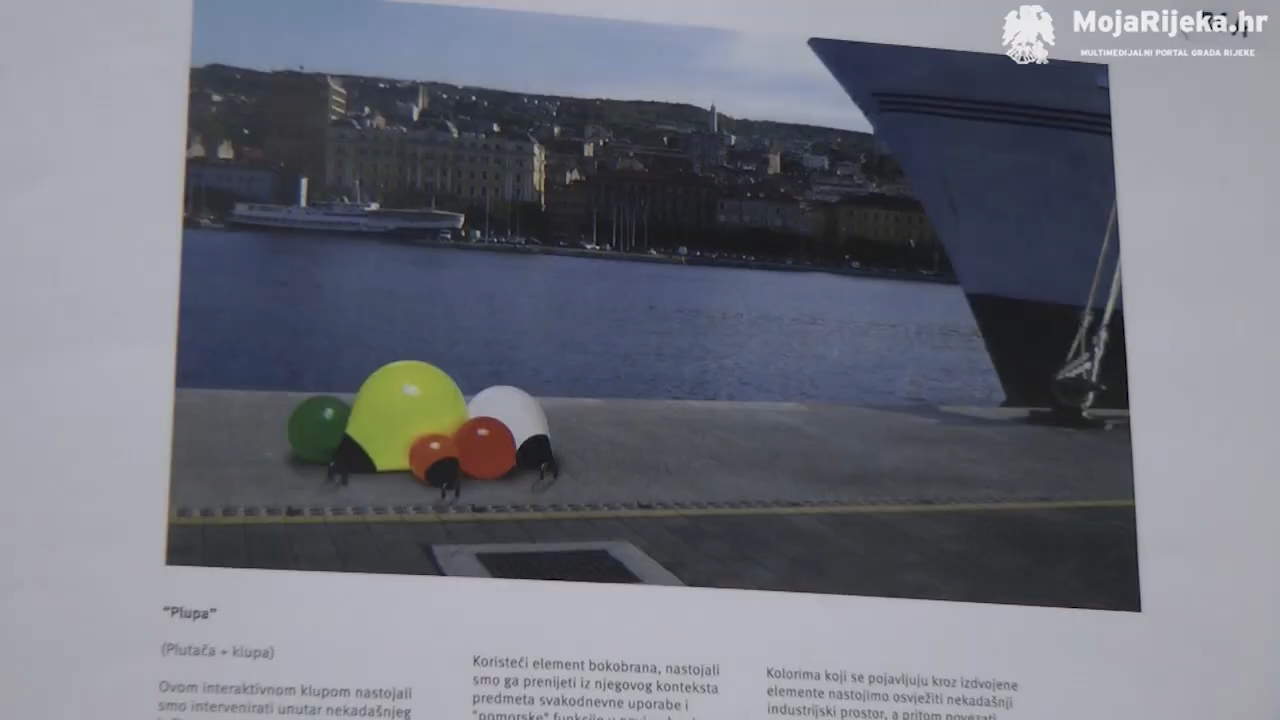 MojaRijeka.hr
MULTIMEDIJALNI PORTAL GRADA RIJEKE
"Plupa"
(Plutača + klupa)
Ovom interaktivnom klupom nastojali
smo intervenirati unutar nekadašnjeg
Koristeći element bokobrana, nastojali
smo ga prenijeti iz njegovog konteksta
predmeta svakodnevne uporabe i
"pomorske" funkcije u
Kolorima koji se pojavljuju kroz izdvojene
elemente nastojimo osvježiti nekadašnji
industrijski prostor, a pritom povezati